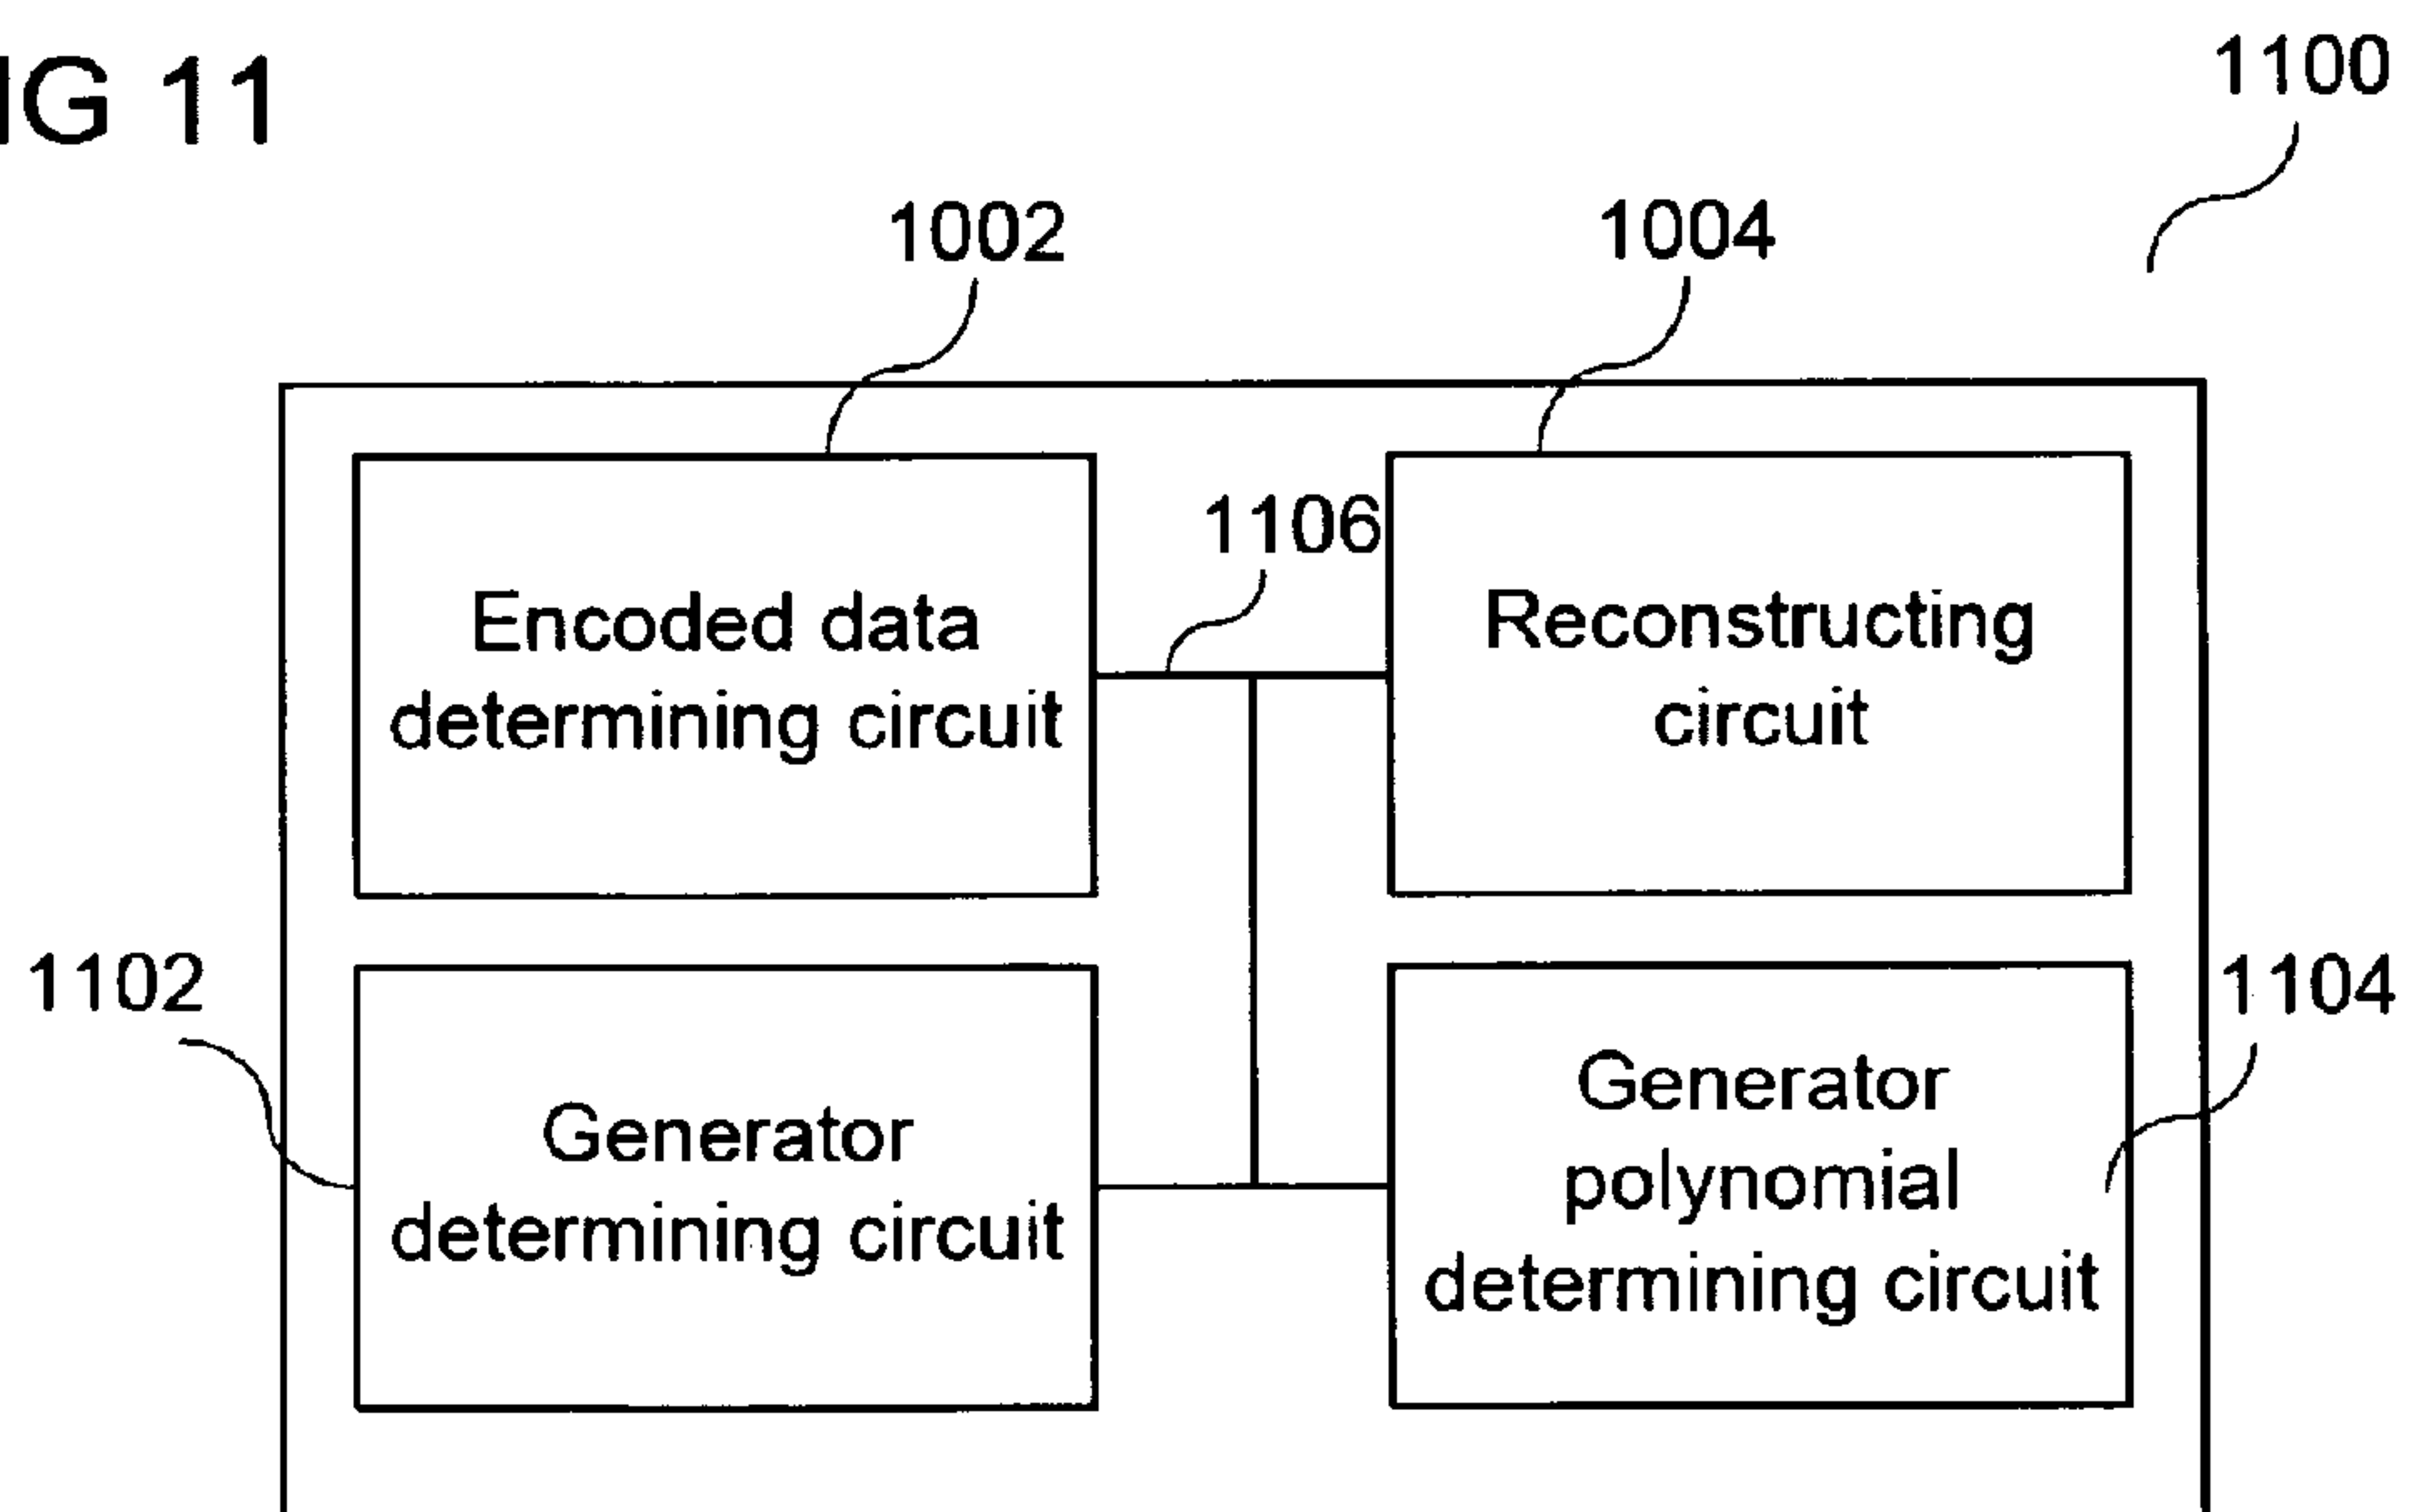 IG 11
1100
1002
1004
1106
Encoded data
determining circuit
Reconstructing
circuit
1102
1104
Generator
determining circuit
Generator
polynomial
determining circuit